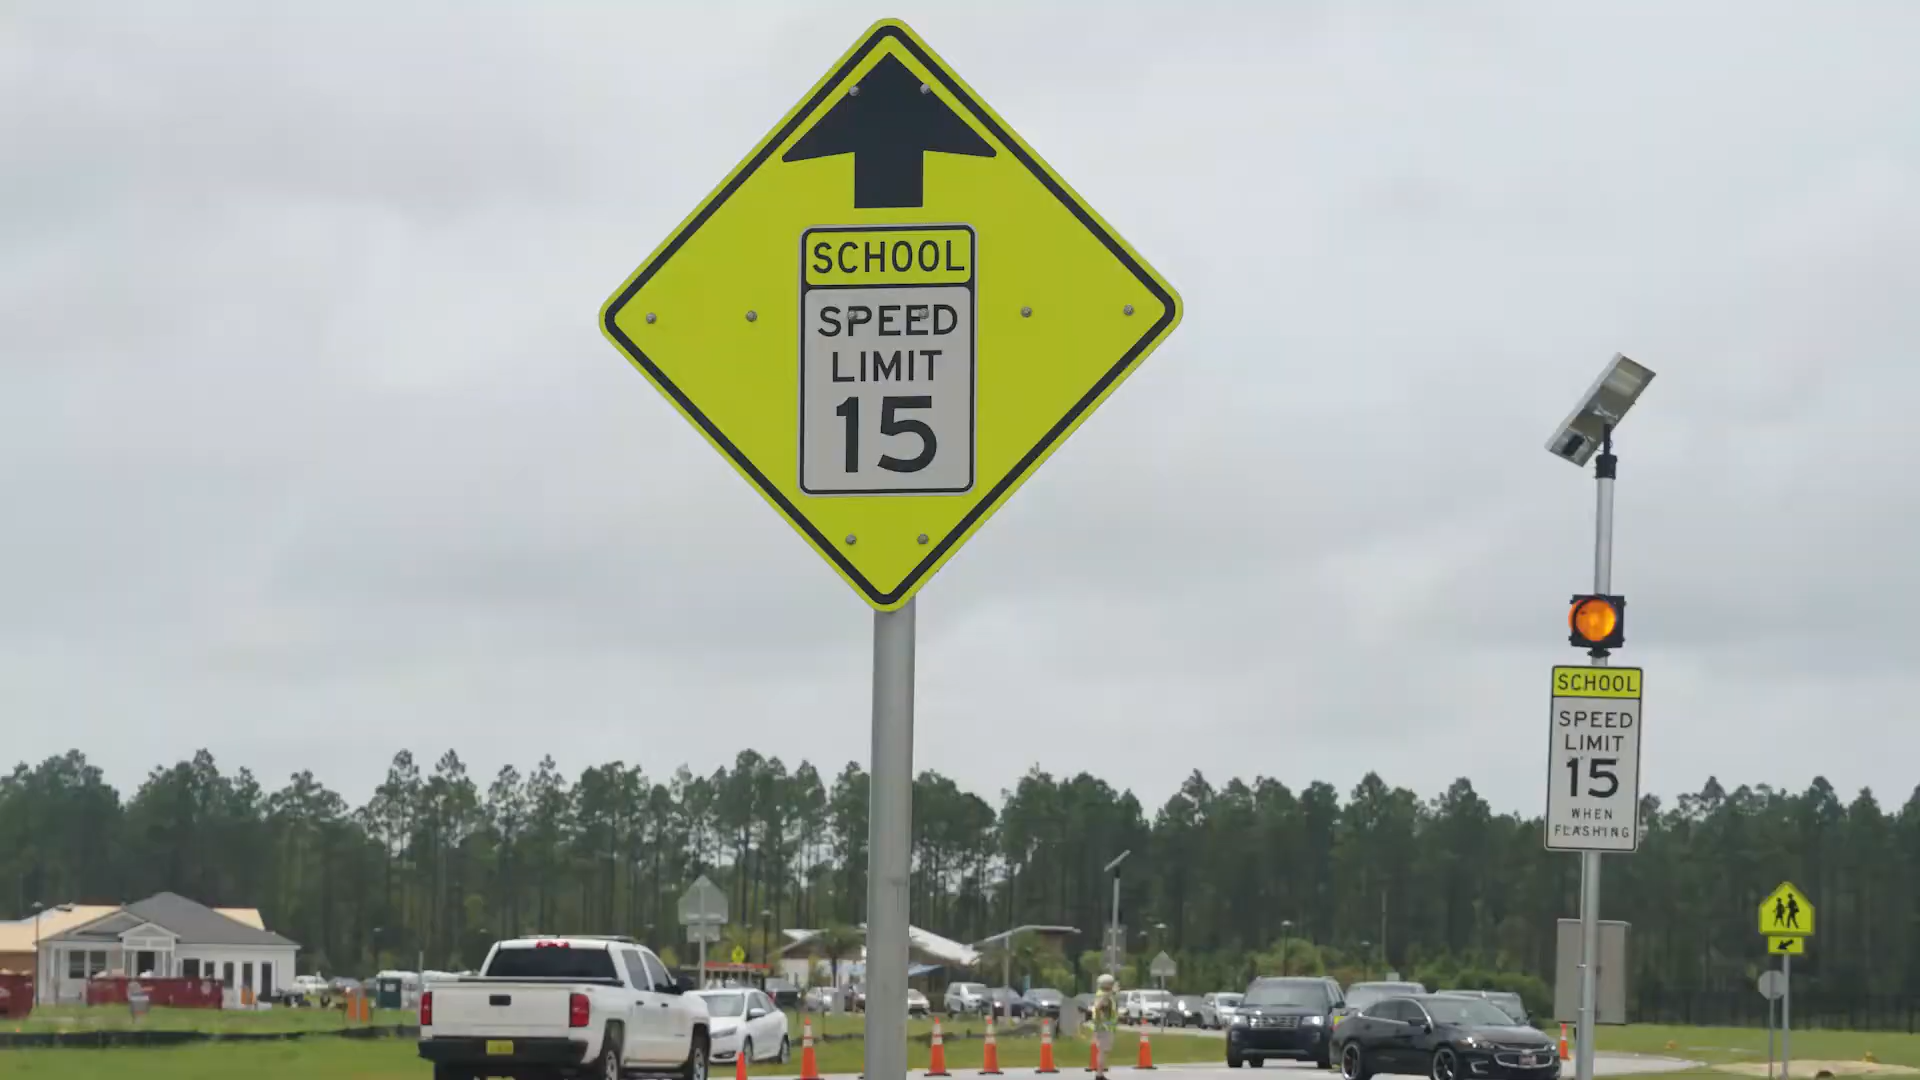 SCHOOL
SPEED
LIMIT
15
SCHOOL
SPEED
LIMIT
15
WHEN
FLASHING